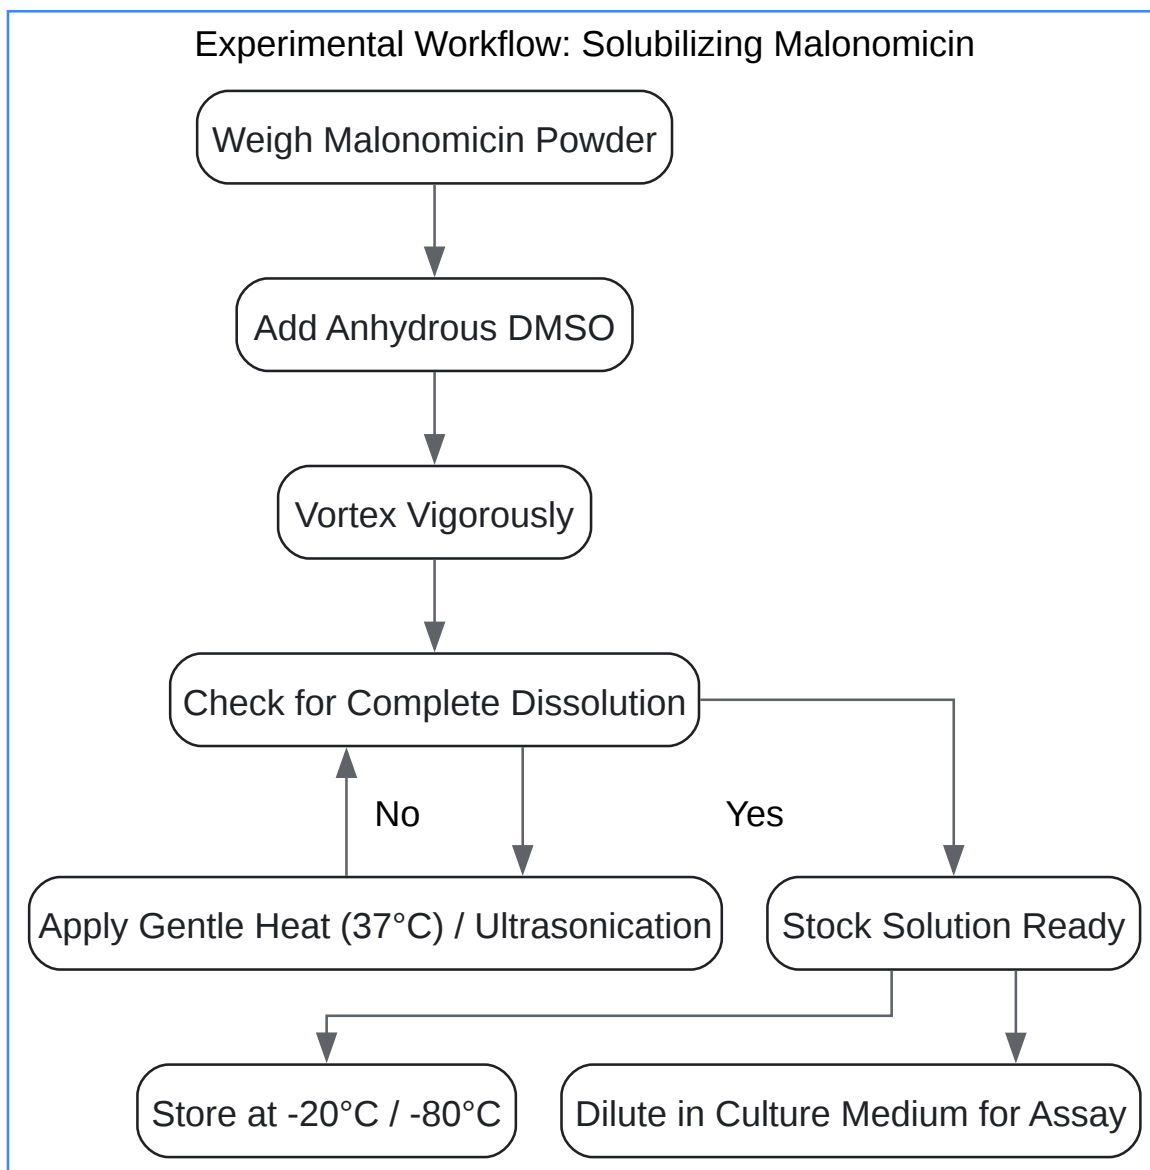 Experimental Workflow: Solubilizing Malonomicin
Weigh Malonomicin Powder
Add Anhydrous DMSO
Vortex Vigorously
Check for Complete Dissolution
No
Yes
Apply Gentle Heat (37°C) / Ultrasonication
Stock Solution Ready
Store at -20°C / -80°C
Dilute in Culture Medium for Assay